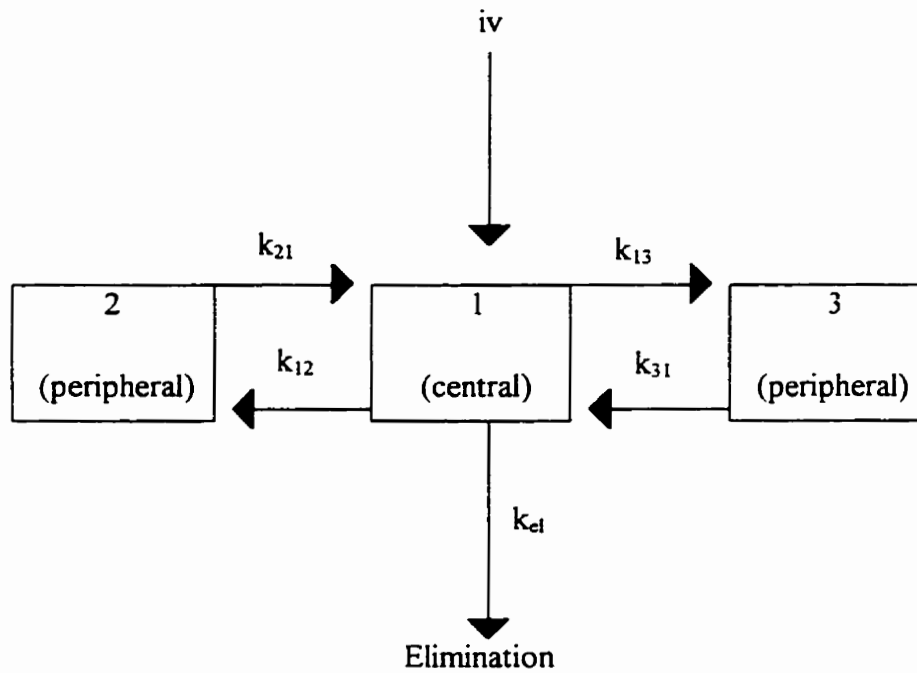 iv
k21
k13
2
1
3
k12
k31
(peripheral)
(central)
(peripheral)
kel
Elimination